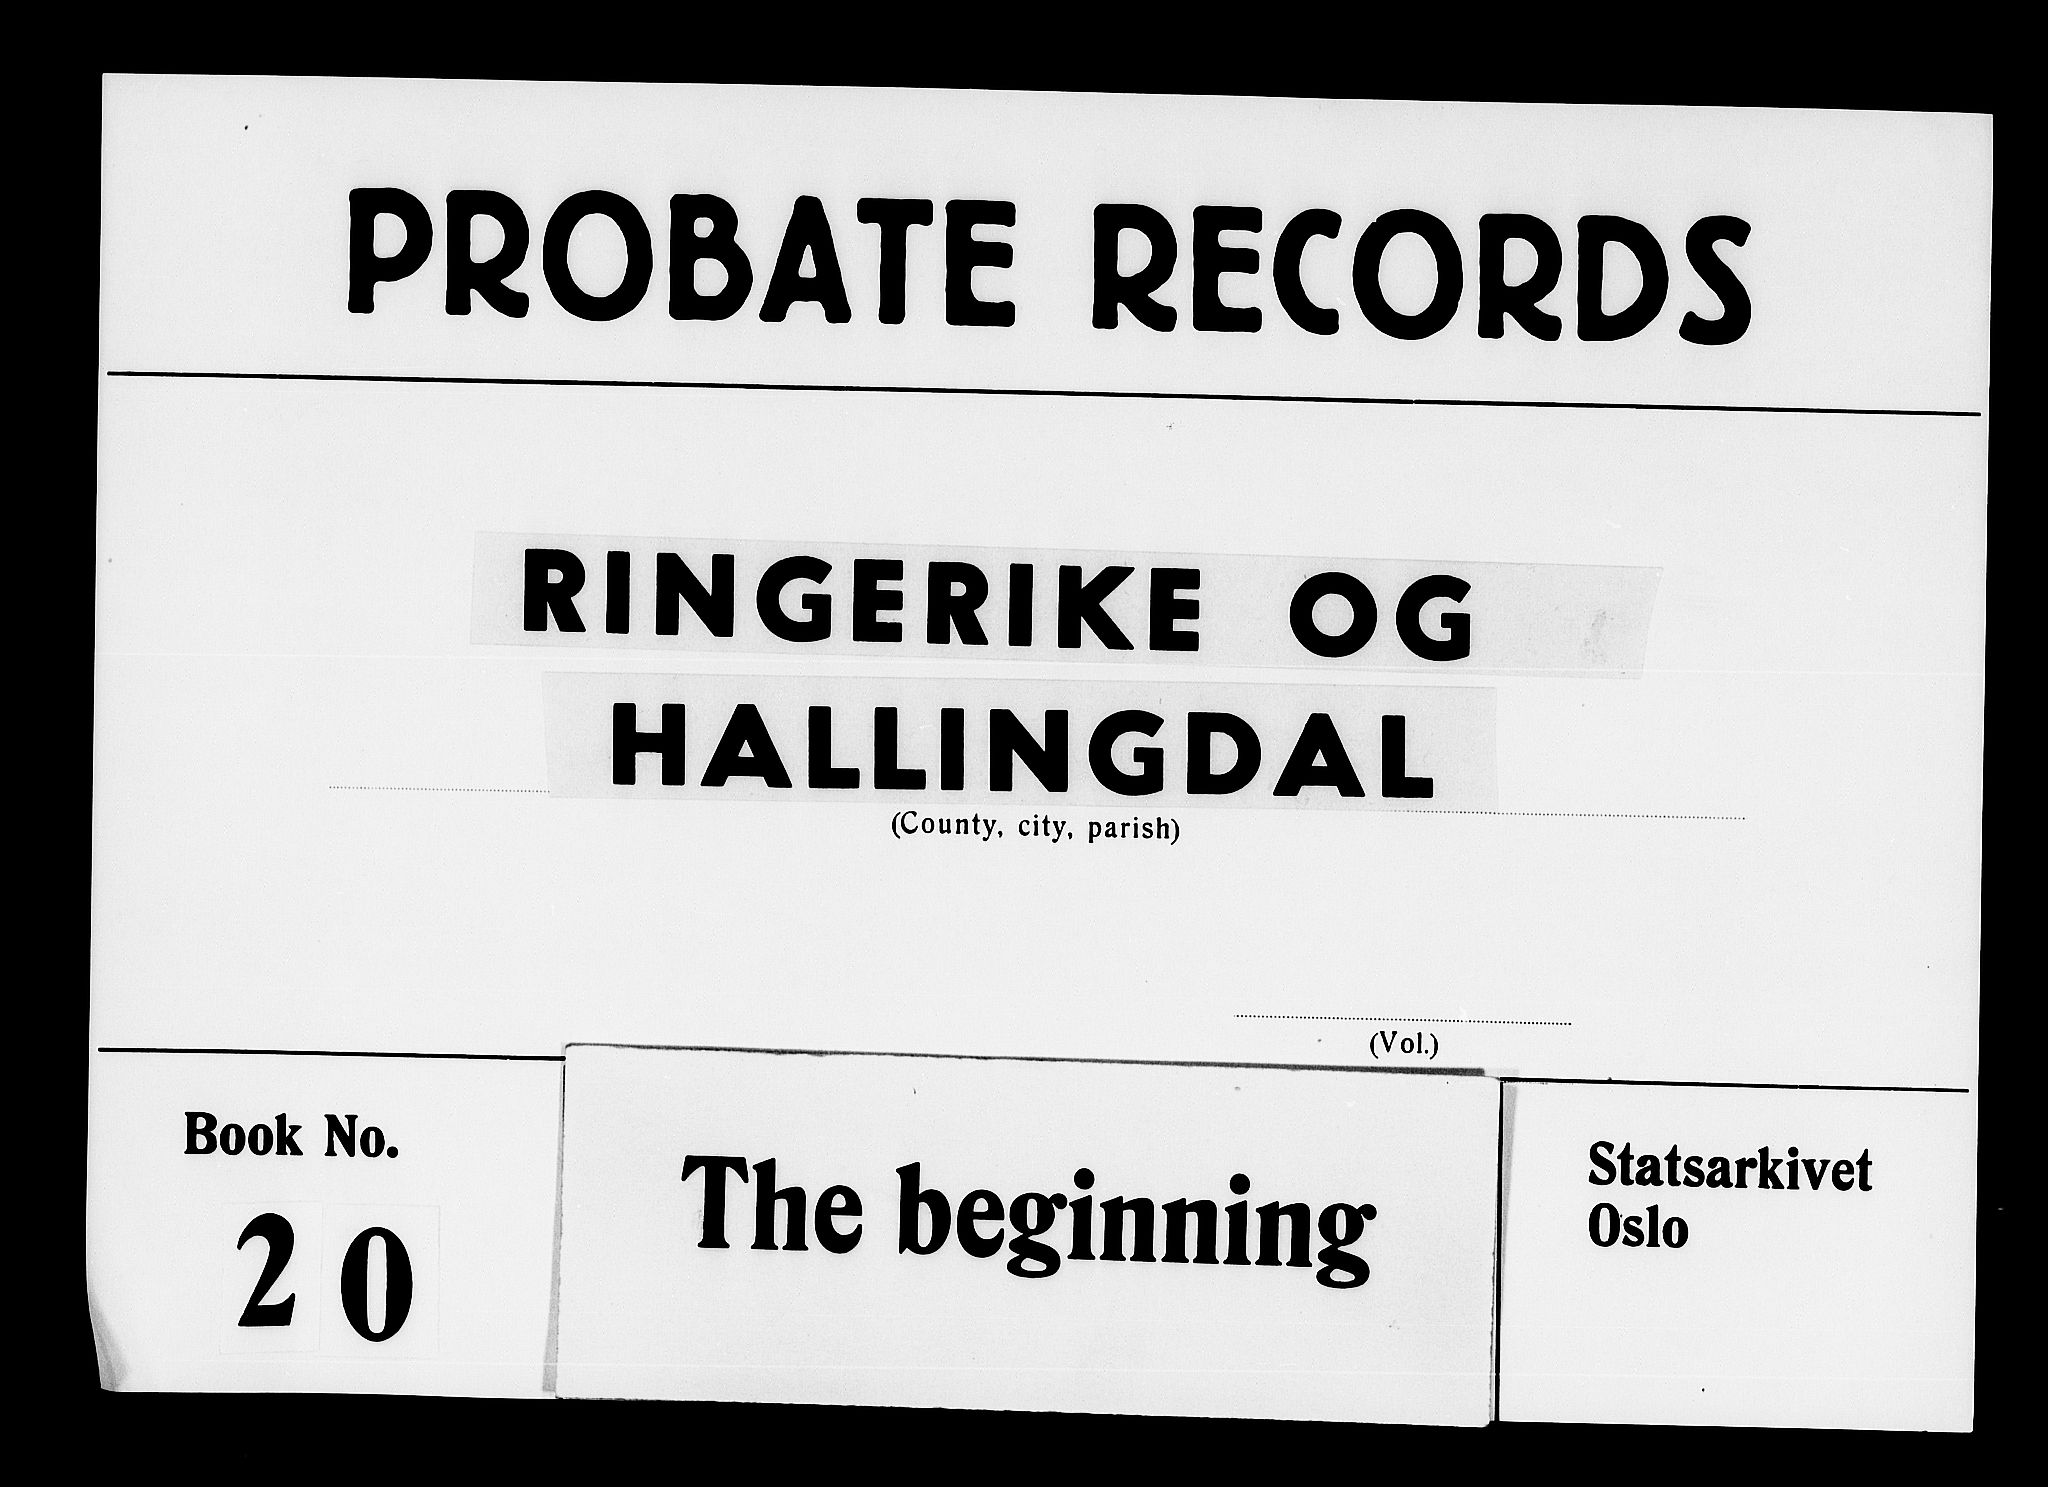 PROBATE RECORDS
RINGERIKE OG
HALLINGDAL
(County, city, parish)
(Vol.)
Book No.
20
The beginning
Statsarkivet
Oslo